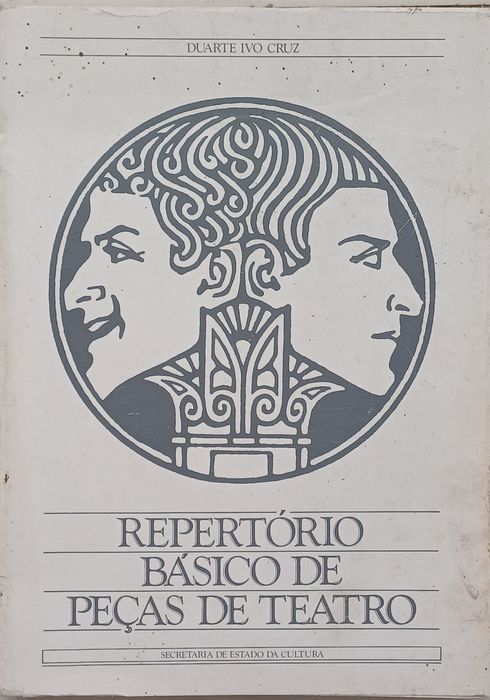 DUARTE IVO CRUZ
REPERTÓRIO
BÁSICO DE
PEÇAS DE TEATRO
SECRETARIA DE ESTADO DA CULTURA